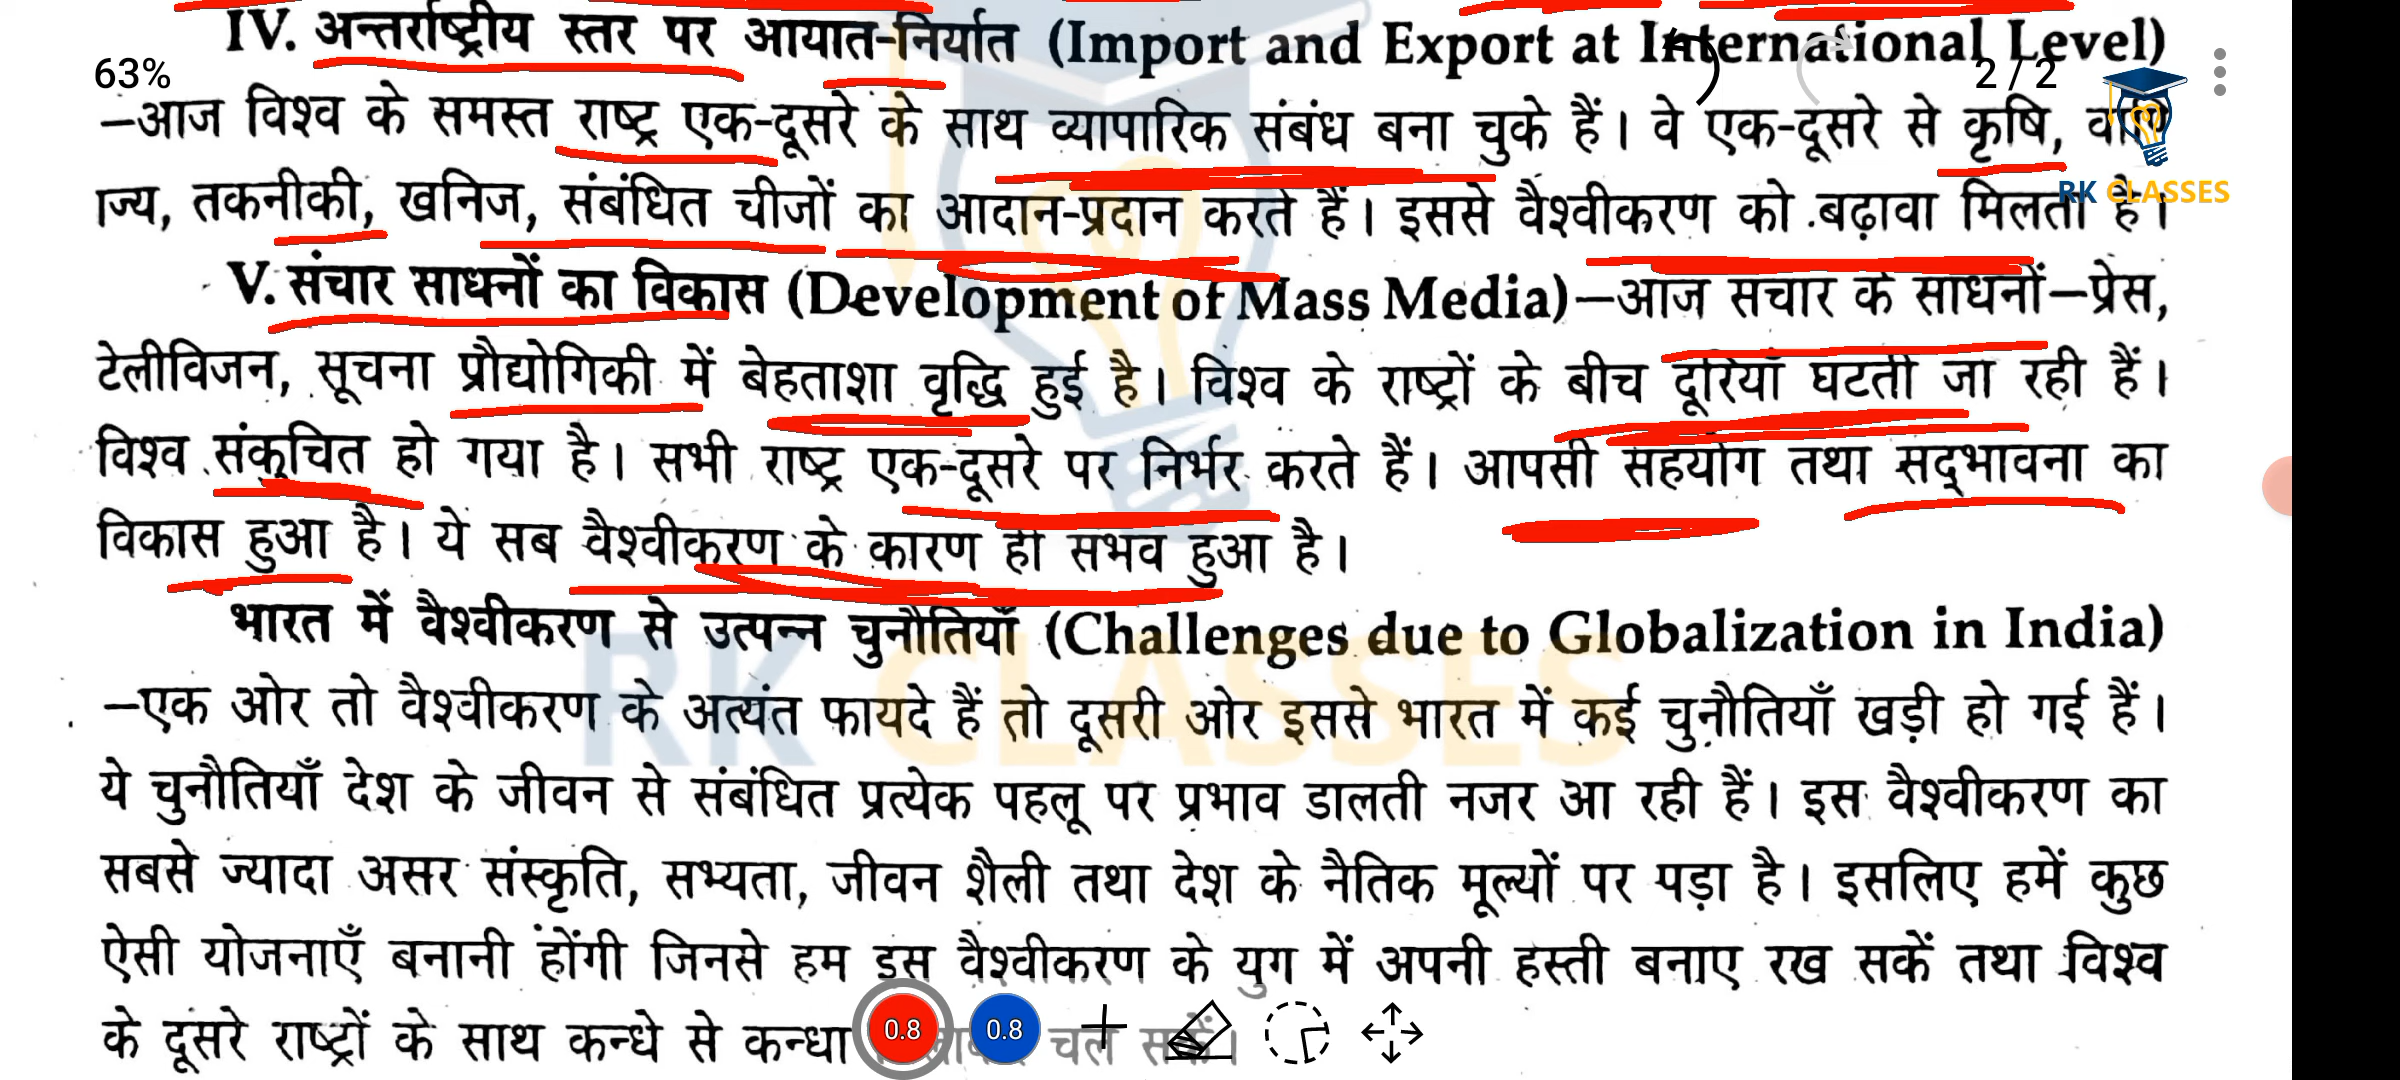 IV. अन्तर्राष्ट्रीय स्तर पर आयात-निर्यात (Import and Export at International Level)
63%
2 / 2
–आज विश्व के समस्त राष्ट्र एक-दूसरे के साथ व्यापारिक संबंध बना चुके हैं। वे एक-दूसरे से कृषि,
RK CLASSES
ज्य, तकनीकी, खनिज, संबंधित चीजों का आदान-प्रदान करते हैं। इससे वैश्वीकरण को बढ़ावा मिलता है।
V. संचार साधनों का विकास (Development of Mass Media)–आज संचार के साधनों–प्रेस,
टेलीविजन, सूचना प्रौद्योगिकी में बेहताशा वृद्धि हुई है। विश्व के राष्ट्रों के बीच दूरियाँ घटती जा रही हैं।
विश्व संकुचित हो गया है। सभी राष्ट्र एक-दूसरे पर निर्भर करते हैं। आपसी सहयोग तथा सद्भावना का
विकास हुआ है। ये सब वैश्वीकरण के कारण ही संभव हुआ है।
भारत में वैश्वीकरण से उत्पन्न चुनौतियाँ (Challenges due to Globalization in India)
RK CLASSES
–एक ओर तो वैश्वीकरण के अत्यंत फायदे हैं तो दूसरी ओर इससे भारत में कई चुनौतियाँ खड़ी हो गई हैं।
ये चुनौतियाँ देश के जीवन से संबंधित प्रत्येक पहलू पर प्रभाव डालती नजर आ रही हैं। इस वैश्वीकरण का
सबसे ज्यादा असर संस्कृति, सभ्यता, जीवन शैली तथा देश के नैतिक मूल्यों पर पड़ा है। इसलिए हमें कुछ
ऐसी योजनाएँ बनानी होंगी जिनसे हम इस वैश्वीकरण के युग में अपनी हस्ती बनाए रख सकें तथा विश्व
के दूसरे राष्ट्रों के साथ कन्धे से कन्धा चल सकें।
0.8 0.8